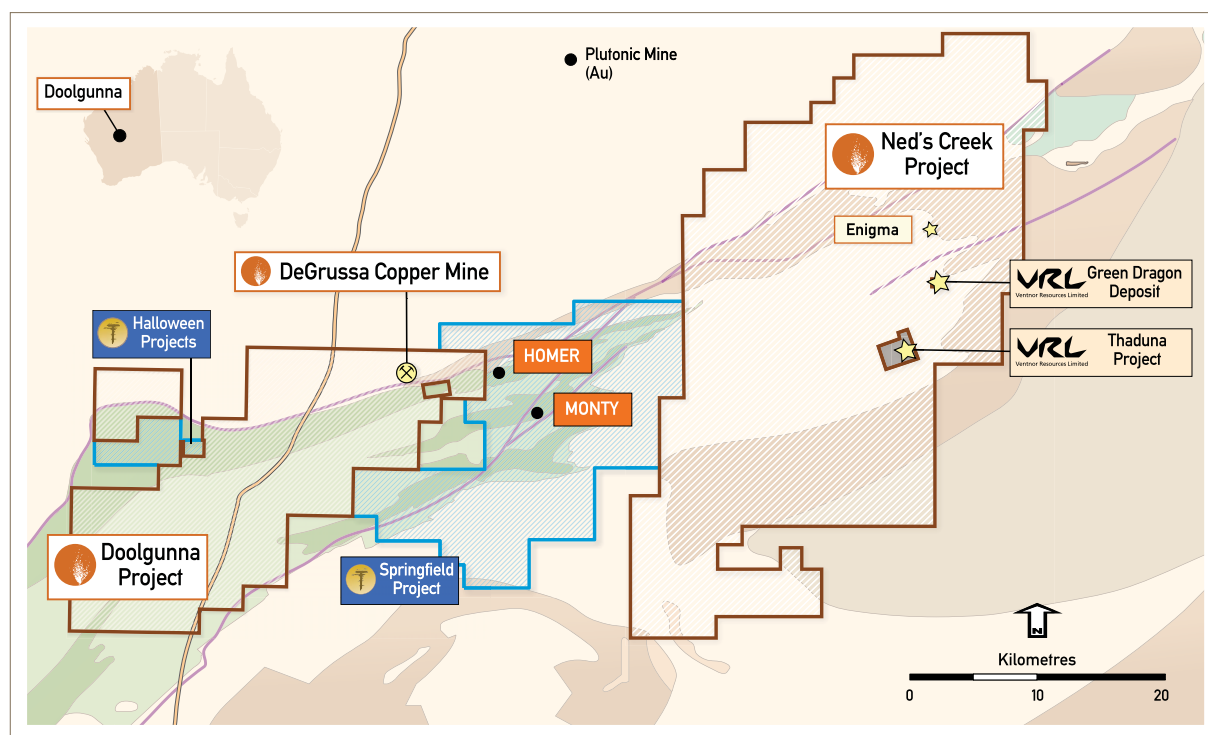 Plutonic Mine
(Au)
Doolgunna
Ned's Creek
Project
Enigma
DeGrussa Copper Mine
VRL
Ventnor Resources Limited
Green Dragon
Deposit
Halloween
Projects
HOMER
VRL
Ventnor Resources Limited
Thaduna
Project
MONTY
Doolgunna
Project
Springfield
Project
N
Kilometres
0
10
20